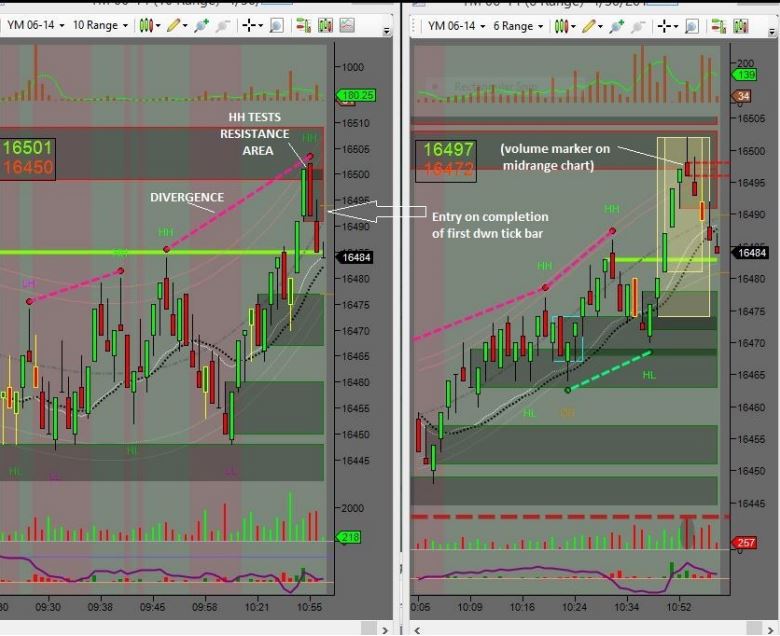 YM 06-14
10 Range
YM 06-14
6 Range
1000
180.25
16510
16505
16500
16495
16490
16484
16480
16475
16470
16465
16460
16455
16450
16445
2000
218
16501
16450
HH TESTS
RESISTANCE
AREA
DIVERGENCE
HH
HH
HH
LH
HL
HL
LL
LL
09:30
09:38
09:46
09:58
10:21
10:55
Entry on completion
of first dwn tick bar
200
139
34
0
16505
16500
16495
16490
16484
16480
16475
16470
16465
16460
16455
16450
16445
257
16497
16472
(volume marker on
midrange chart)
HH
HH
HL
HL
10:09
10:16
10:24
10:34
10:52